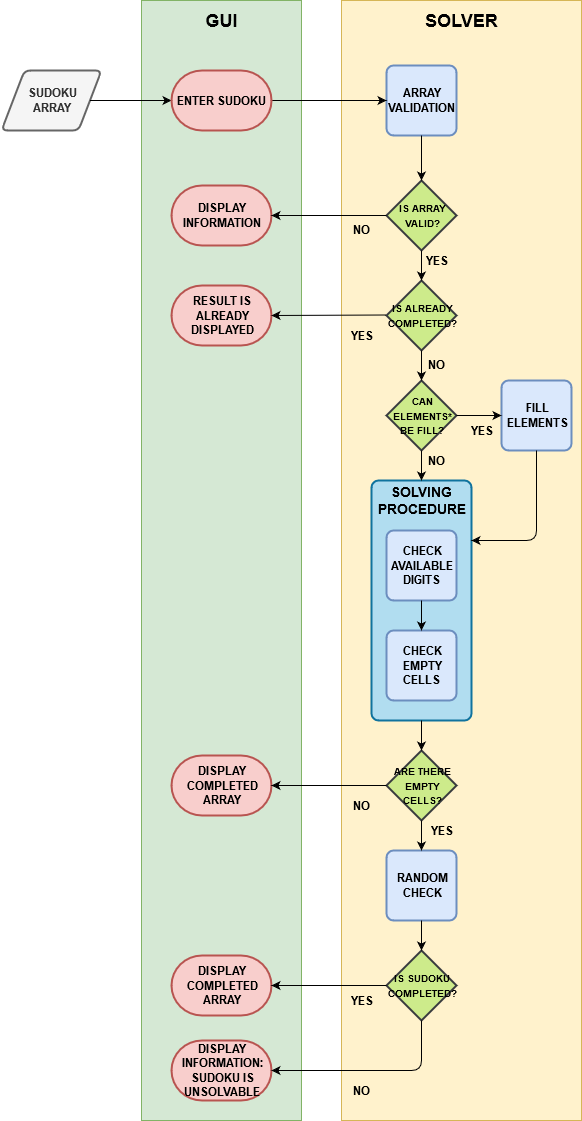 GUI
SOLVER
SUDOKU
ARRAY
ENTER SUDOKU
ARRAY
VALIDATION
DISPLAY
INFORMATION
NO
IS ARRAY
VALID?
YES
RESULT IS
ALREADY
DISPLAYED
YES
IS ALREADY
COMPLETED?
NO
CAN
ELEMENTS*
BE FILL?
YES
FILL
ELEMENTS
NO
SOLVING
PROCEDURE
CHECK
AVAILABLE
DIGITS
CHECK
EMPTY
CELLS
DISPLAY
COMPLETED
ARRAY
NO
ARE THERE
EMPTY
CELLS?
YES
RANDOM
CHECK
DISPLAY
COMPLETED
ARRAY
YES
IS SUDOKU
COMPLETED?
DISPLAY
INFORMATION:
SUDOKU IS
UNSOLVABLE
NO